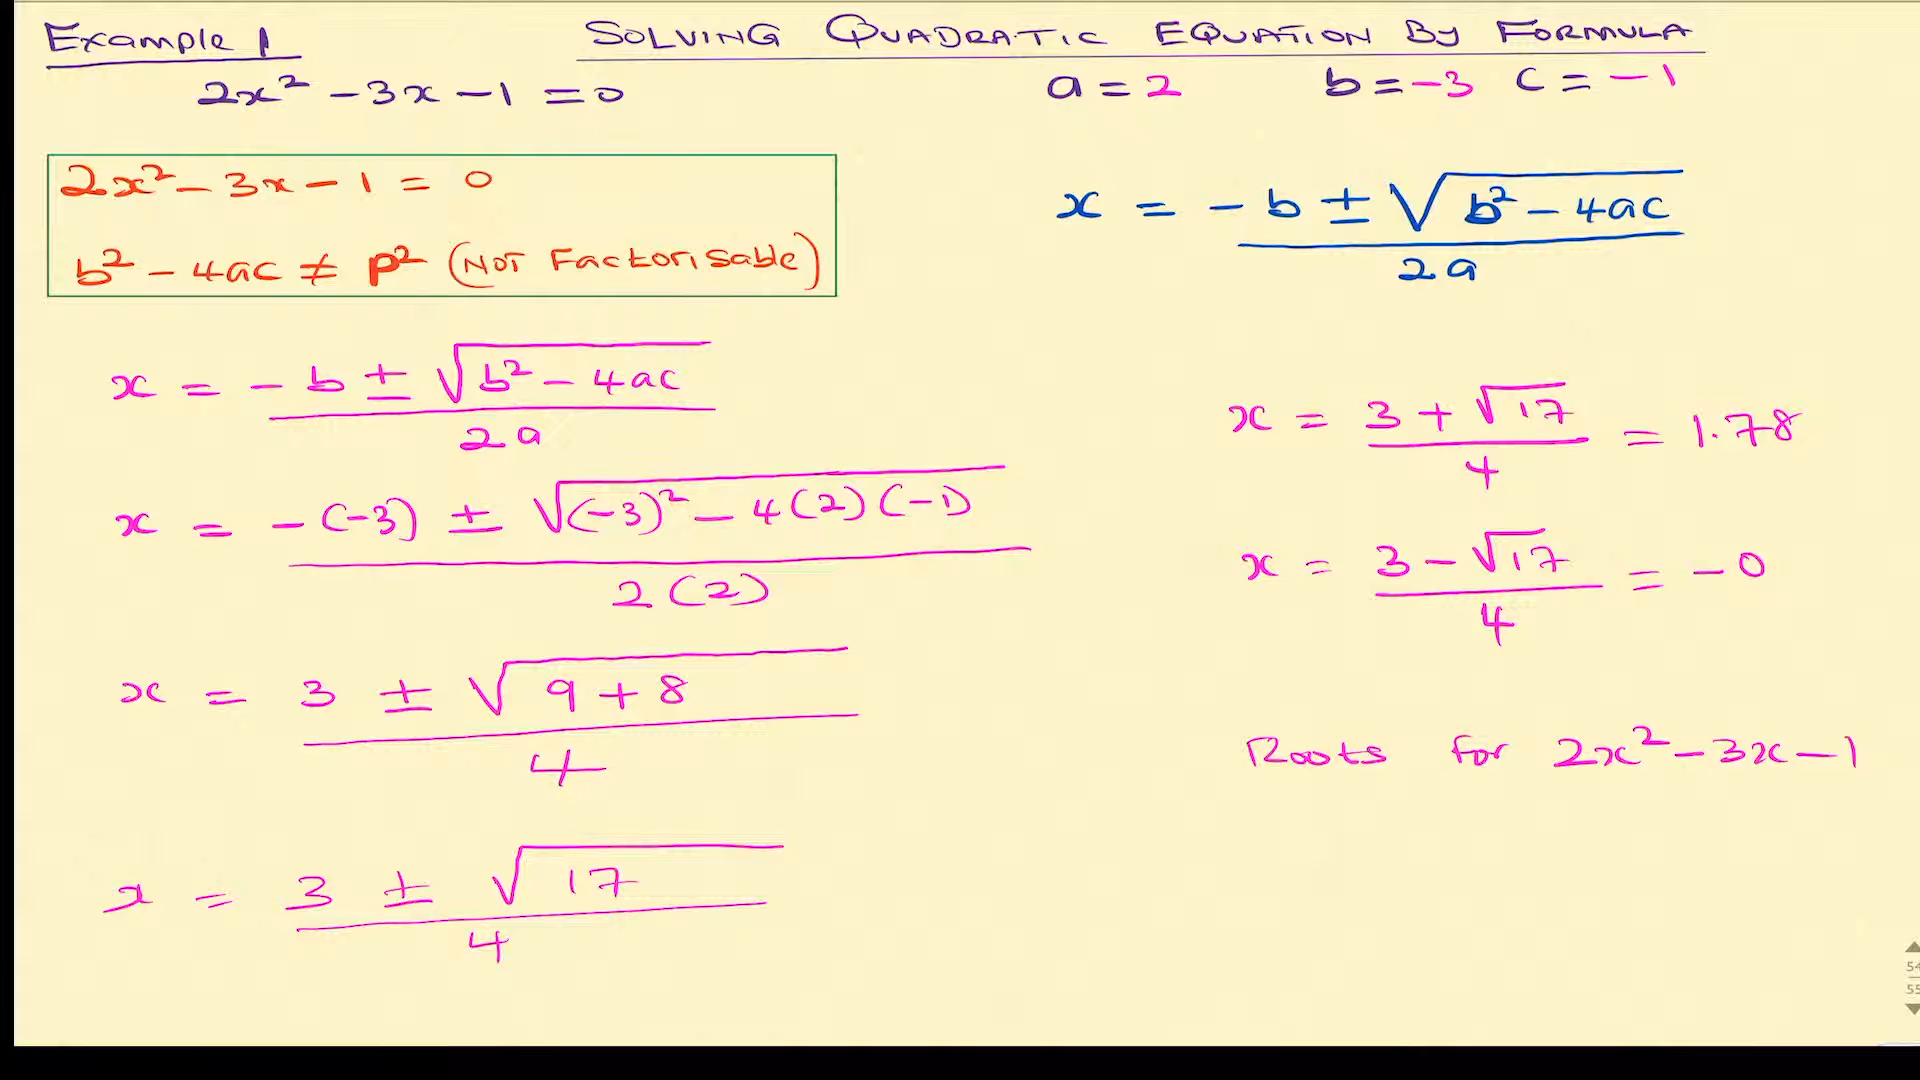 Example 1
SOLVING QUADRATIC EQUATION BY FORMULA
2x² - 3x - 1 = 0
a = 2 b = -3 c = -1
2x² - 3x - 1 = 0
b² - 4ac ≠ p² (NOT Factorisable)
x = -b ± √(b² - 4ac)
2a
x = -b ± √(b² - 4ac)
2a
x = -(-3) ± √((-3)² - 4(2)(-1)
2(2)
x = 3 ± √(9 + 8)
4
x = 3 ± √17
4
x = 3 + √17 = 1.78
4
x = 3 - √17 = -0
4
Roots for 2x² - 3x - 1
54
55